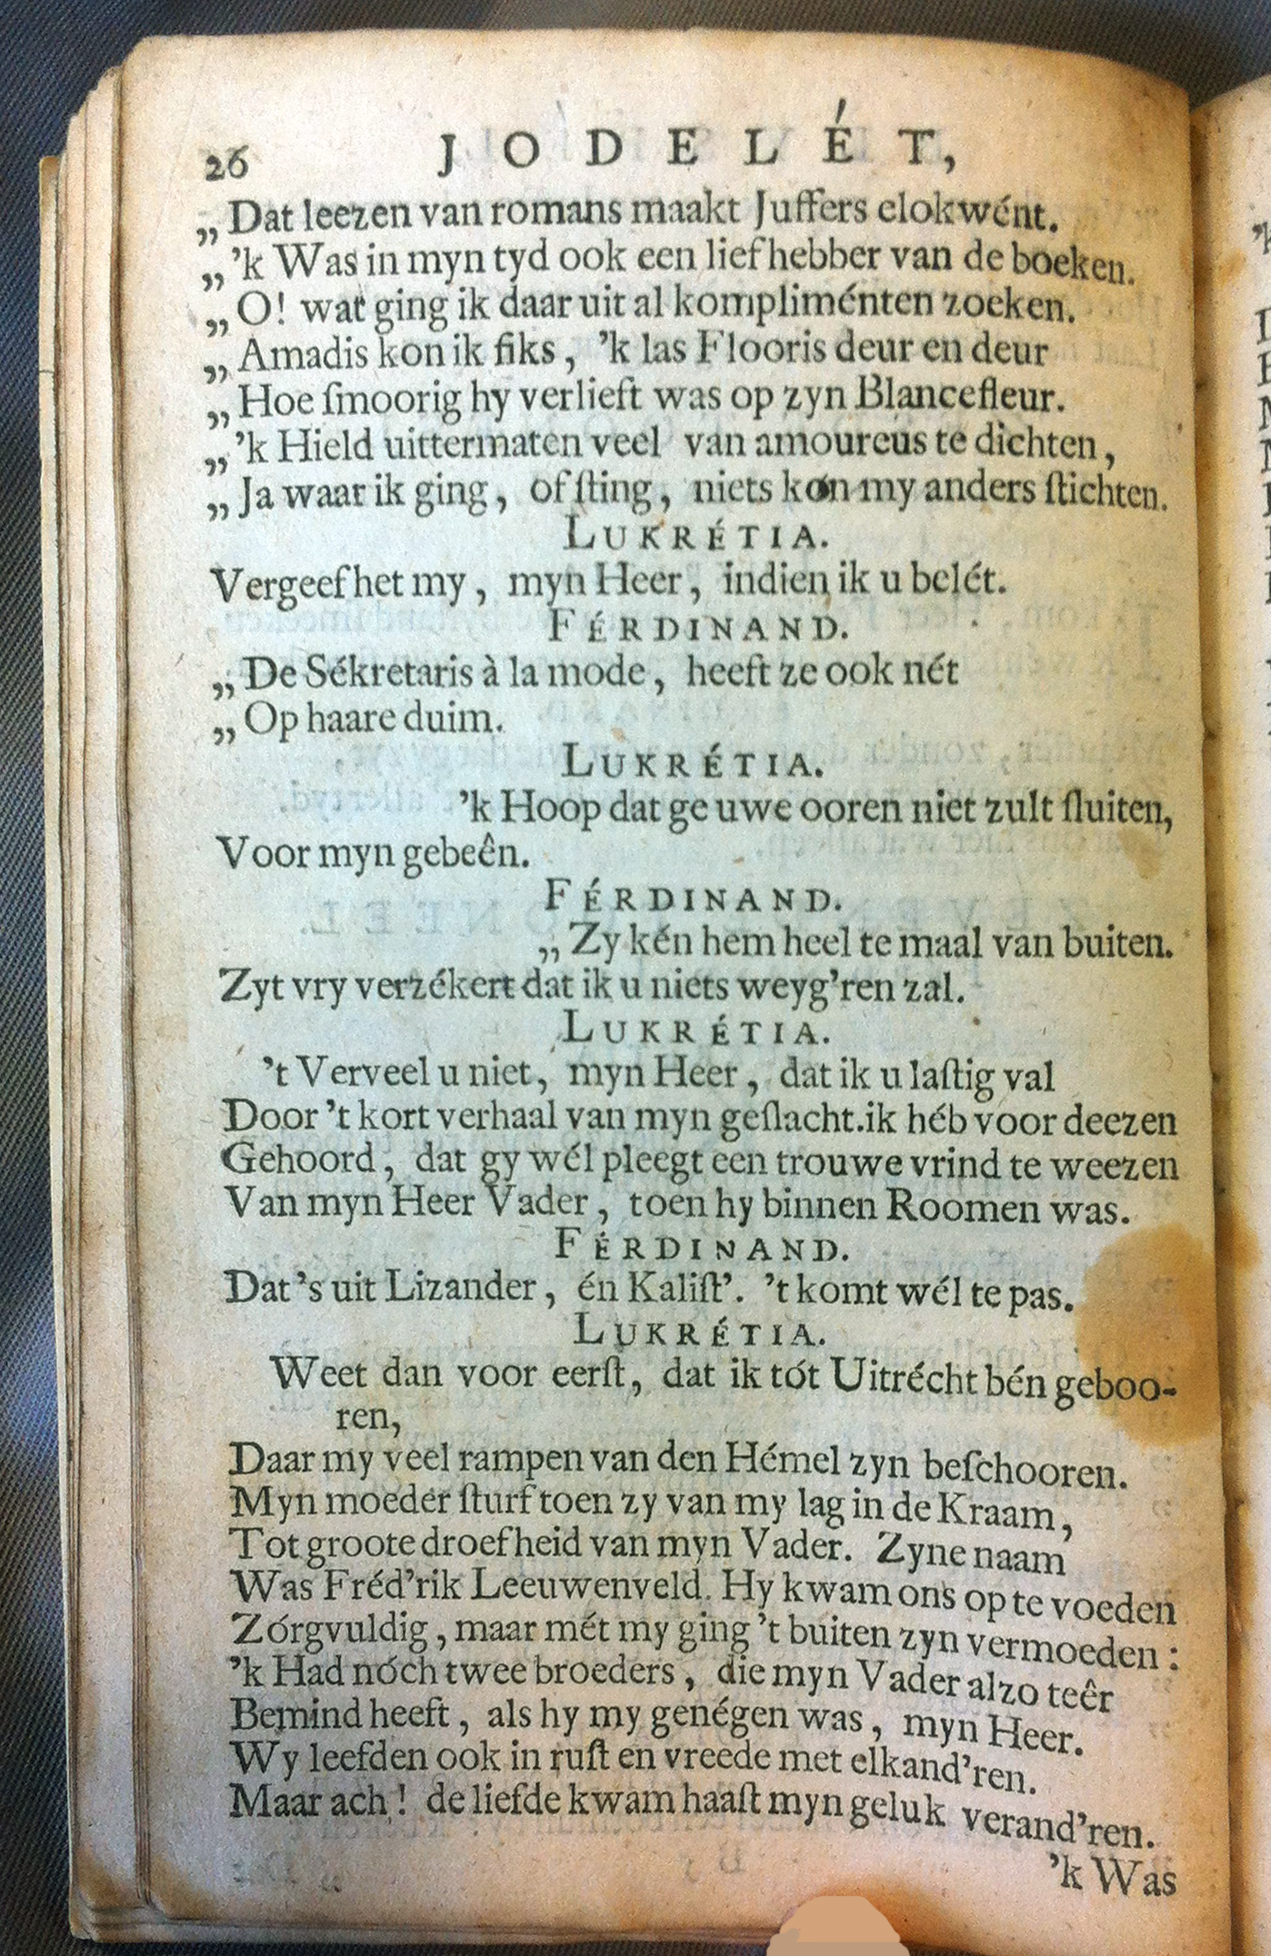 26 JODELÉT,
„Dat leezen van romans maakt Juffers elokwént.
„'k Was in myn tyd ook een liefhebber van de boeken.
„O! wat ging ik daar uit al kompliménten zoeken.
„Amadis kon ik fiks, 'k las Flooris deur en deur
„Hoe ſmoorig hy verlieft was op zyn Blancefleur.
„'k Hield uittermaten veel van amoureus te dichten,
„Ja waar ik ging, of ſting, niets kon my anders ſtichten.
LUKRÉTIA.
Vergeef het my, myn Heer, indien ik u belét.
FÉRDINAND.
„De Sékretaris à la mode, heeft ze ook nét
„Op haare duim.
LUKRÉTIA.
'k Hoop dat ge uwe ooren niet zult ſluiten,
Voor myn gebeên.
FÉRDINAND.
„Zy kén hem heel te maal van buiten.
Zyt vry verzékert dat ik u niets weyg'ren zal.
LUKRÉTIA.
't Verveel u niet, myn Heer, dat ik u laſtig val
Door 't kort verhaal van myn geſlacht.ik héb voor deezen
Gehoord, dat gy wél pleegt een trouwe vrind te weezen
Van myn Heer Vader, toen hy binnen Roomen was.
FÉRDINAND.
Dat 's uit Lizander, én Kaliſt'. 't komt wél te pas.
LUKRÉTIA.
Weet dan voor eerſt, dat ik tót Uitrécht bén geboo-
ren,
Daar my veel rampen van den Hémel zyn beſchooren.
Myn moeder ſturf toen zy van my lag in de Kraam,
Tot groote droefheid van myn Vader. Zyne naam
Was Fréd'rik Leeuwenveld. Hy kwam ons op te voeden
Zórgvuldig, maar mét my ging 't buiten zyn vermoeden:
'k Had nóch twee broeders, die myn Vader alzo teêr
Bemind heeft, als hy my genégen was, myn Heer.
Wy leefden ook in ruſt en vreede met elkand'ren.
Maar ach! de liefde kwam haaſt myn geluk verand'ren.
'k Was